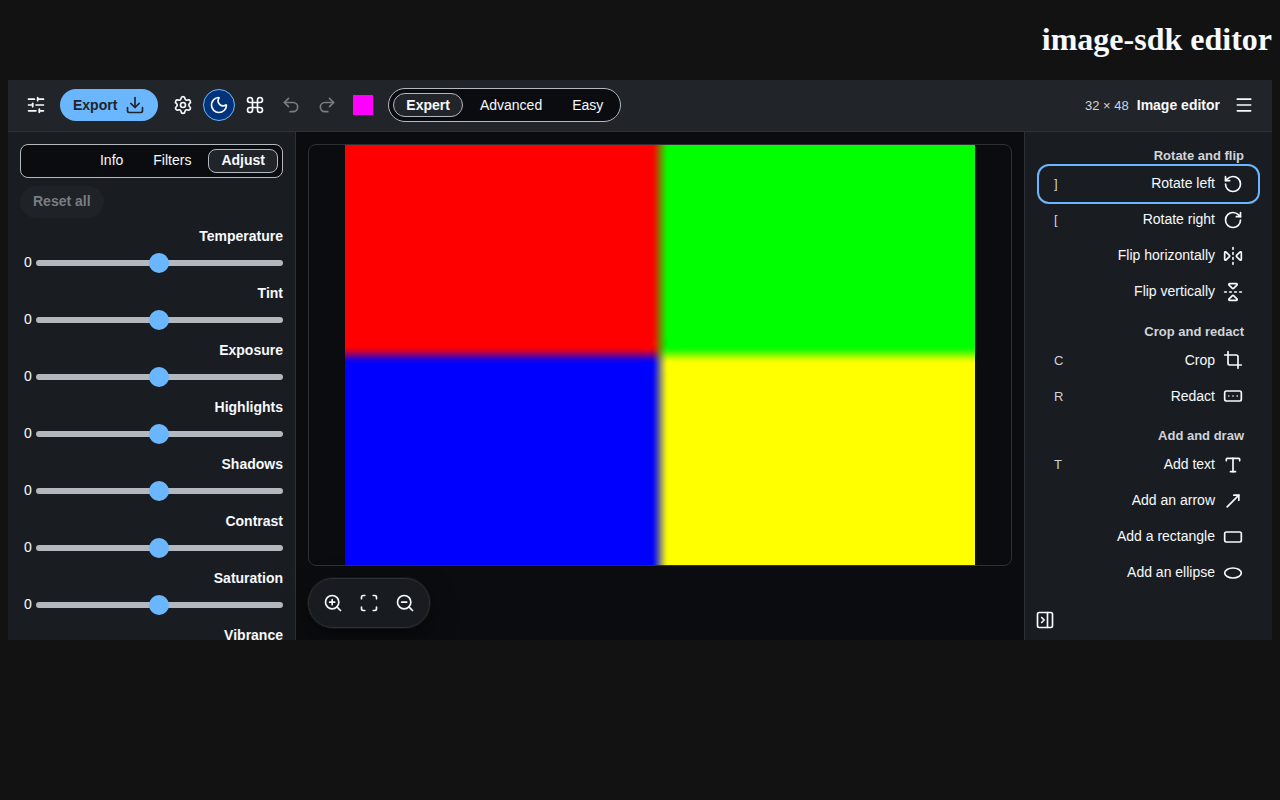 image-sdk editor
Export
Expert
Advanced
Easy
32 × 48
Image editor
Info
Filters
Adjust
Reset all
Temperature
0
Tint
0
Exposure
0
Highlights
0
Shadows
0
Contrast
0
Saturation
0
Vibrance
Rotate and flip
Rotate left ]
Rotate right [
Flip horizontally
Flip vertically
Crop and redact
Crop C
Redact R
Add and draw
Add text T
Add an arrow
Add a rectangle
Add an ellipse